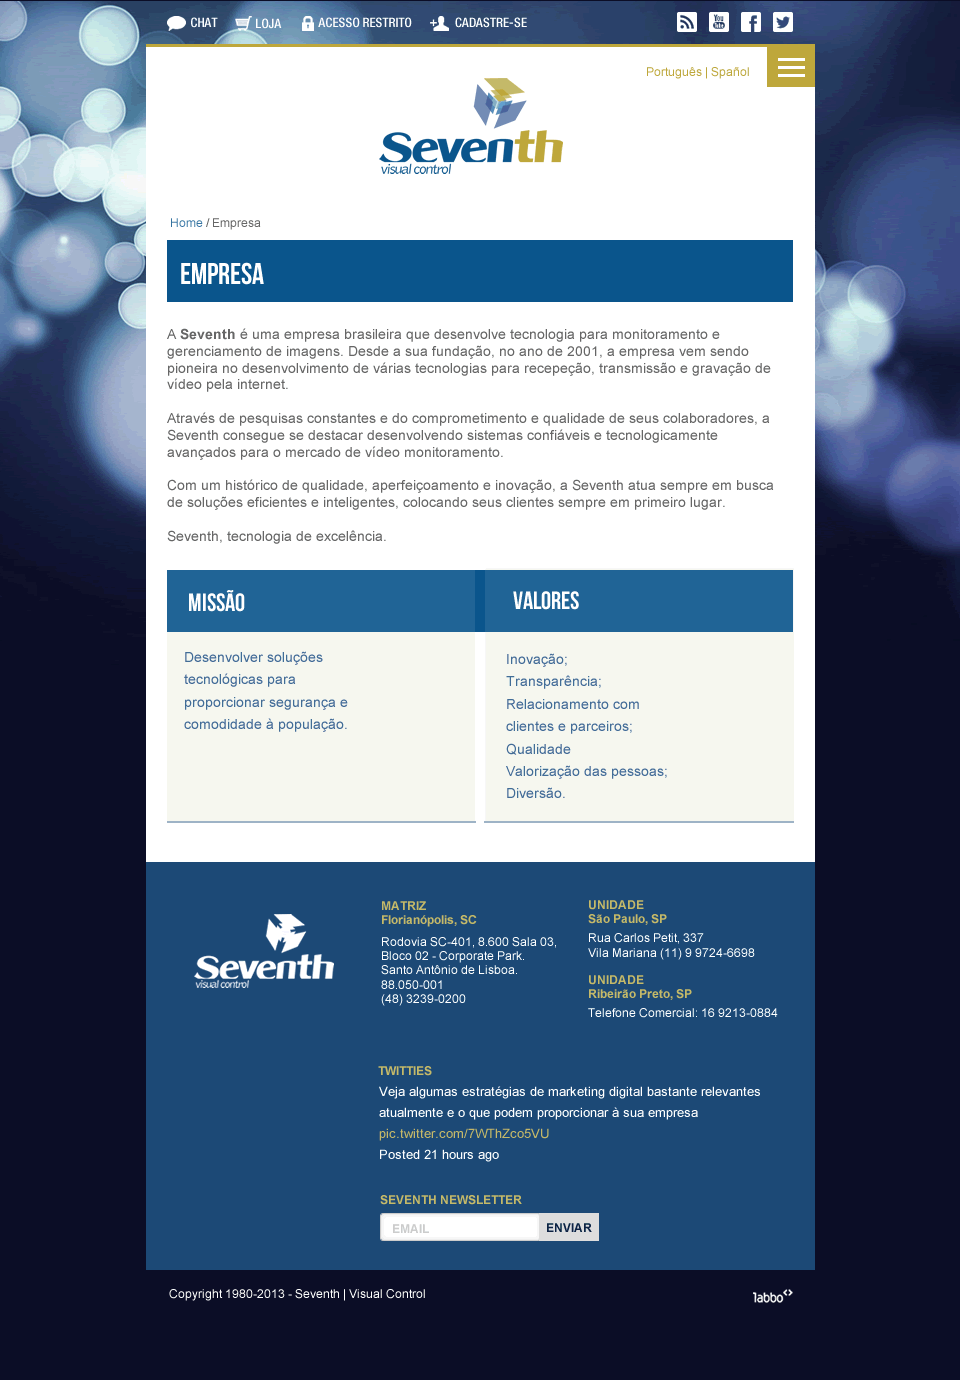 CHAT LOJA ACESSO RESTRITO CADASTRE-SE
You
Tube
Português | Spañol
Seventh
visual control
Home / Empresa
EMPRESA
A Seventh é uma empresa brasileira que desenvolve tecnologia para monitoramento e
gerenciamento de imagens. Desde a sua fundação, no ano de 2001, a empresa vem sendo
pioneira no desenvolvimento de várias tecnologias para recepeção, transmissão e gravação de
vídeo pela internet.
Através de pesquisas constantes e do comprometimento e qualidade de seus colaboradores, a
Seventh consegue se destacar desenvolvendo sistemas confiáveis e tecnologicamente
avançados para o mercado de vídeo monitoramento.
Com um histórico de qualidade, aperfeiçoamento e inovação, a Seventh atua sempre em busca
de soluções eficientes e inteligentes, colocando seus clientes sempre em primeiro lugar.
Seventh, tecnologia de excelência.
MISSÃO
Desenvolver soluções
tecnológicas para
proporcionar segurança e
comodidade à população.
VALORES
Inovação;
Transparência;
Relacionamento com
clientes e parceiros;
Qualidade
Valorização das pessoas;
Diversão.
Seventh
visual control
MATRIZ
Florianópolis, SC
Rodovia SC-401, 8.600 Sala 03,
Bloco 02 - Corporate Park.
Santo Antônio de Lisboa.
88.050-001
(48) 3239-0200
UNIDADE
São Paulo, SP
Rua Carlos Petit, 337
Vila Mariana (11) 9 9724-6698
UNIDADE
Ribeirão Preto, SP
Telefone Comercial: 16 9213-0884
TWITTIES
Veja algumas estratégias de marketing digital bastante relevantes
atualmente e o que podem proporcionar à sua empresa
pic.twitter.com/7WThZco5VU
Posted 21 hours ago
SEVENTH NEWSLETTER
EMAIL ENVIAR
Copyright 1980-2013 - Seventh | Visual Control
labbo<>